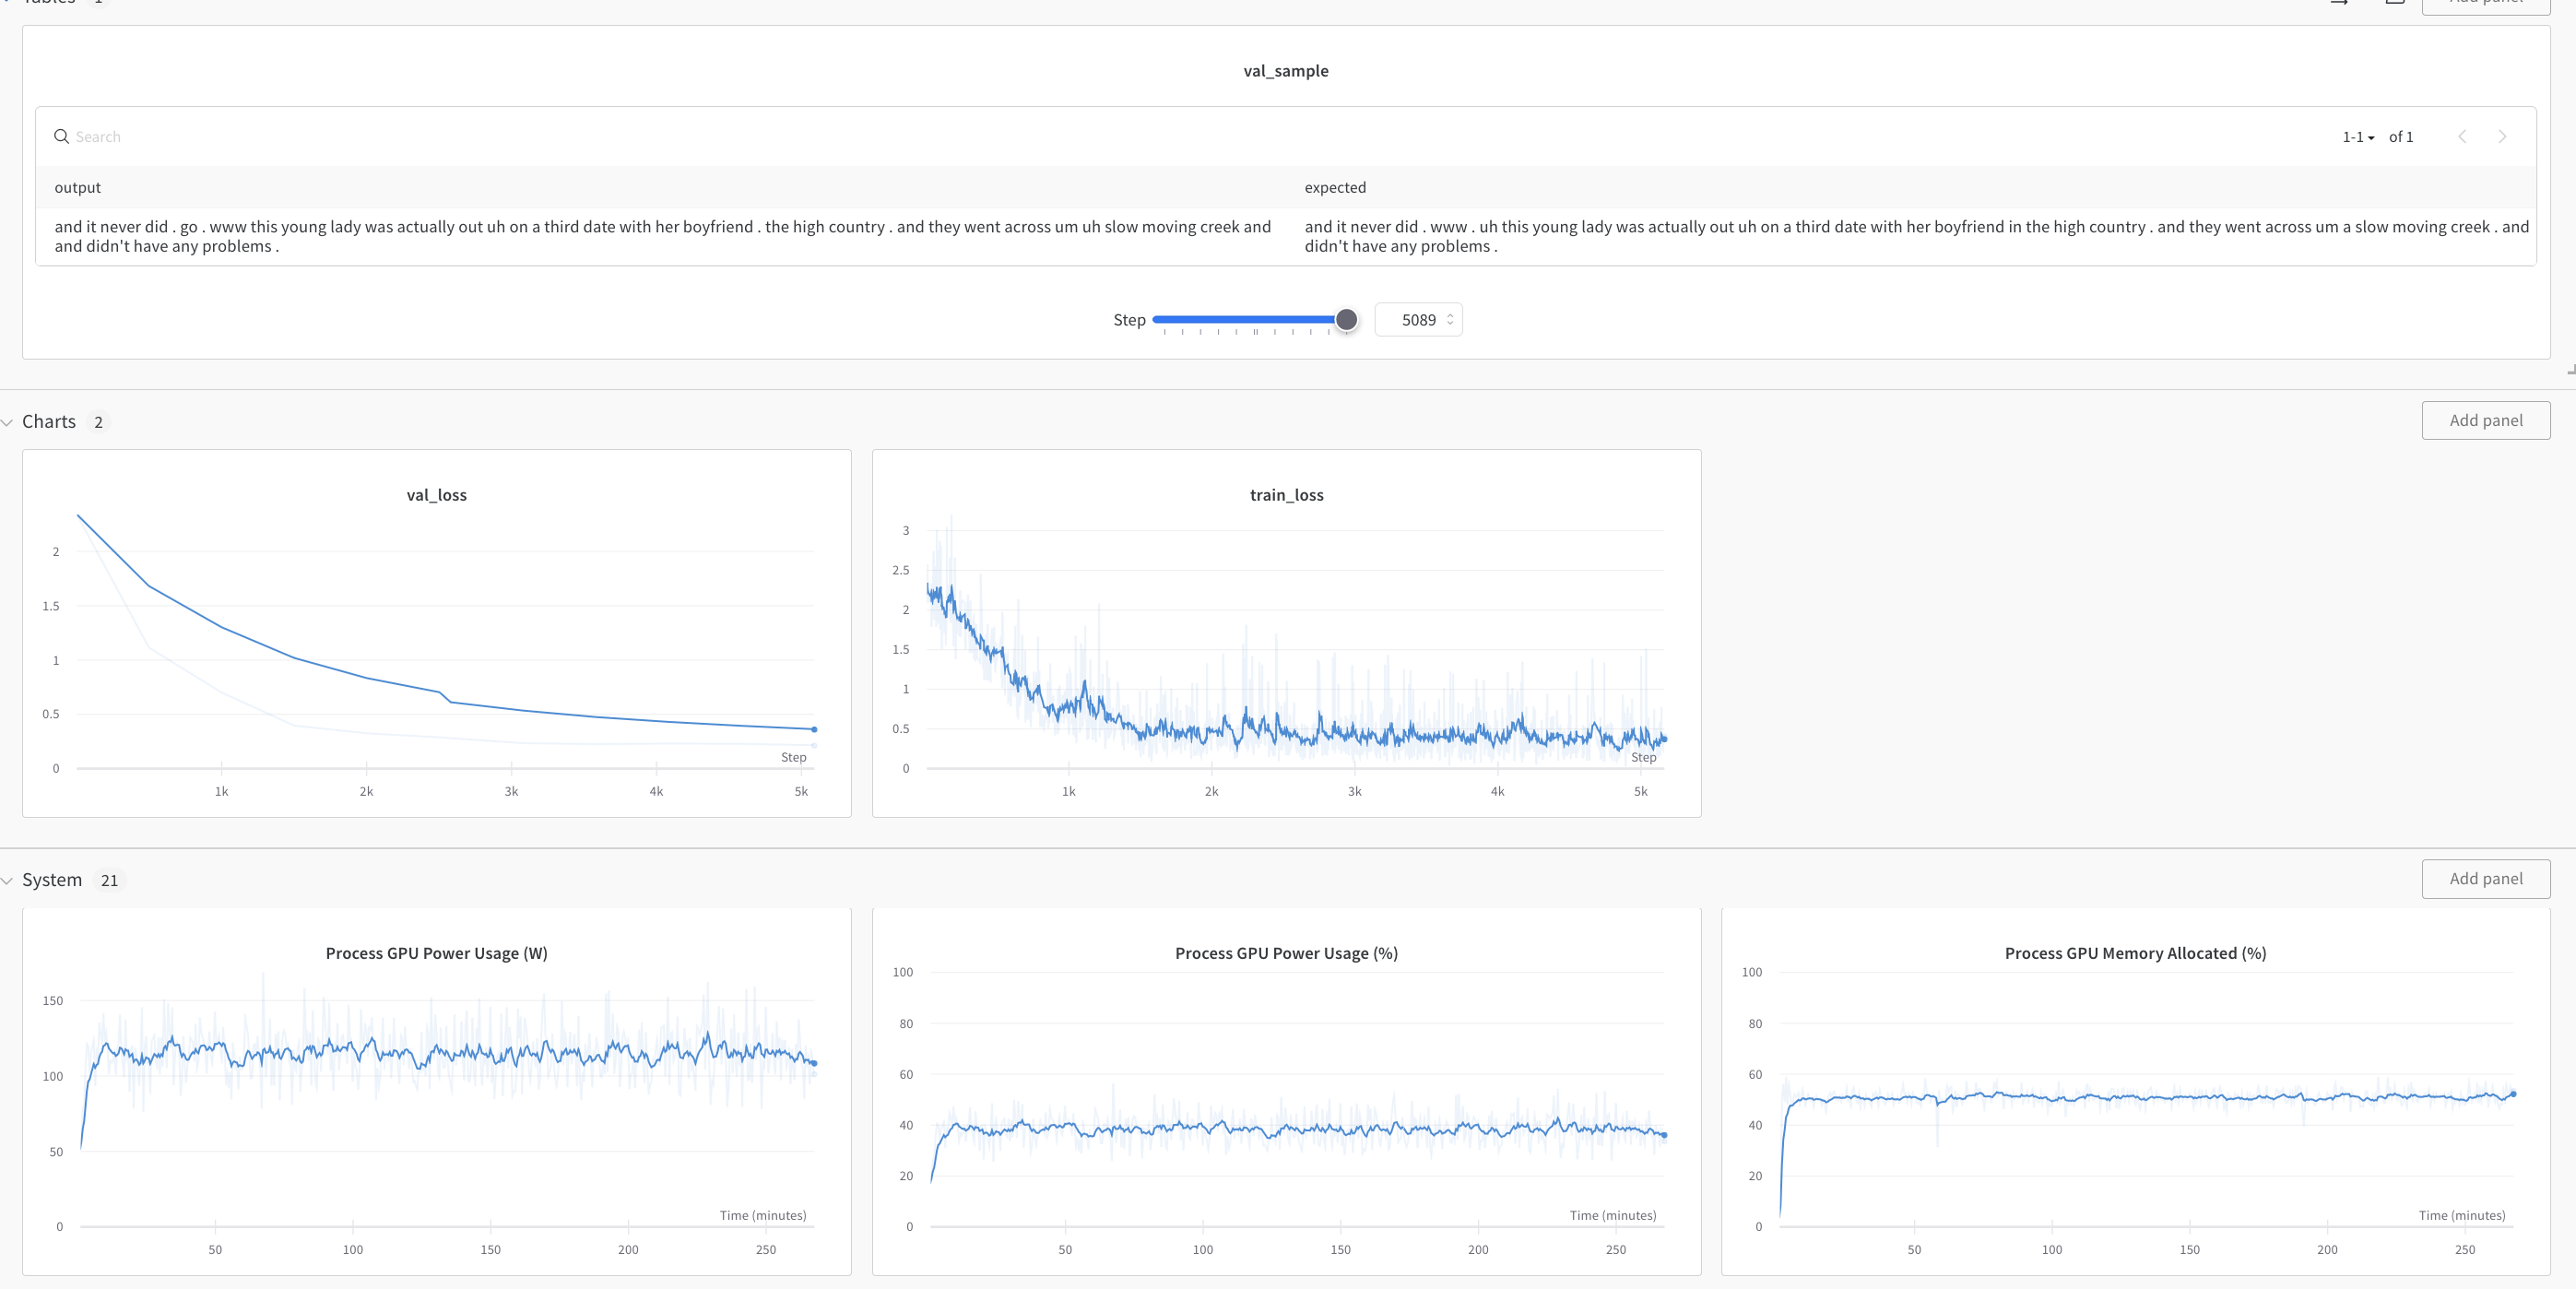 Tables 1
Add panel
val_sample
Search
1-1 of 1
output expected
and it never did . go . www this young lady was actually out uh on a third date with her boyfriend . the high country . and they went across um uh slow moving creek and
and didn't have any problems .
and it never did . www . uh this young lady was actually out uh on a third date with her boyfriend in the high country . and they went across um a slow moving creek . and
didn't have any problems .
Step 5089
Charts 2
Add panel
val_loss
2
1.5
1
0.5
0
Step
1k 2k 3k 4k 5k
train_loss
3
2.5
2
1.5
1
0.5
0
Step
1k 2k 3k 4k 5k
System 21
Add panel
Process GPU Power Usage (W)
150
100
50
0
Time (minutes)
50 100 150 200 250
Process GPU Power Usage (%)
100
80
60
40
20
0
Time (minutes)
50 100 150 200 250
Process GPU Memory Allocated (%)
100
80
60
40
20
0
Time (minutes)
50 100 150 200 250